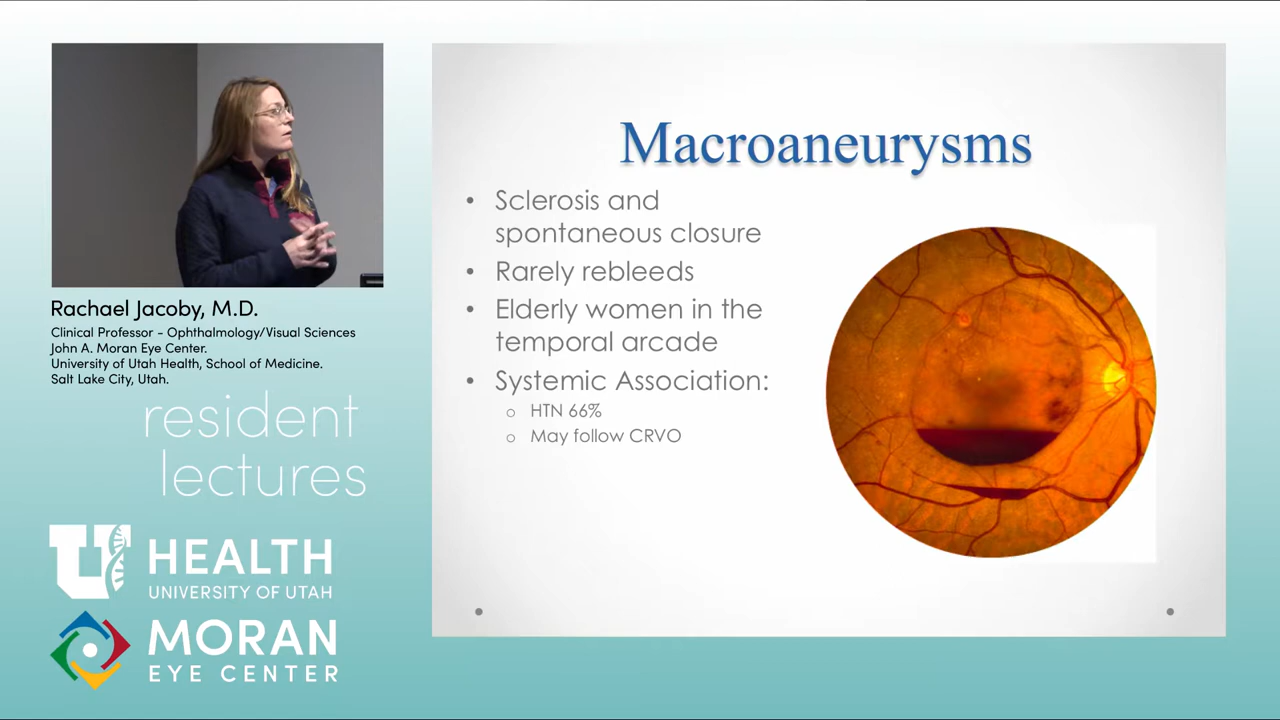 Rachael Jacoby, M.D.
Clinical Professor - Ophthalmology/Visual Sciences
John A. Moran Eye Center.
University of Utah Health, School of Medicine.
Salt Lake City, Utah.
resident
lectures
U HEALTH
UNIVERSITY OF UTAH
MORAN
EYE CENTER
Macroaneurysms
• Sclerosis and
spontaneous closure
• Rarely rebleeds
• Elderly women in the
temporal arcade
• Systemic Association:
o HTN 66%
o May follow CRVO